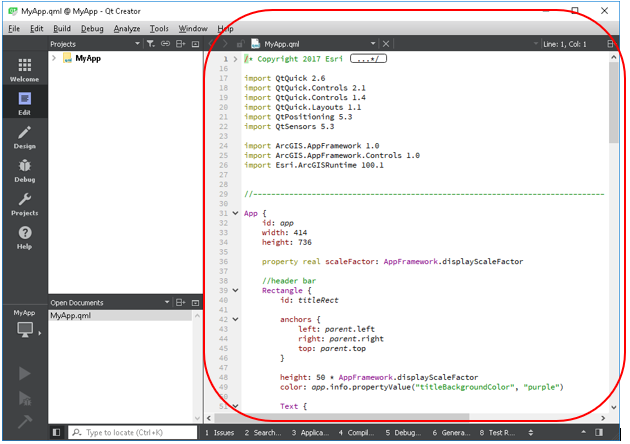 MyApp.qml @ MyApp - Qt Creator
File Edit Build Debug Analyze Tools Window Help
Projects
MyApp.qml
Line: 1, Col: 1
MyApp
Welcome
Edit
Design
Debug
Projects
Help
MyApp
Open Documents
MyApp.qml
1 /* Copyright 2017 Esri ...*/
16
17 import QtQuick 2.6
18 import QtQuick.Controls 2.1
19 import QtQuick.Controls 1.4
20 import QtQuick.Layouts 1.1
21 import QtPositioning 5.3
22 import QtSensors 5.3
23
24 import ArcGIS.AppFramework 1.0
25 import ArcGIS.AppFramework.Controls 1.0
26 import Esri.ArcGISRuntime 100.1
27
28
29 //------------------------------------------------------------------------------
30
31 App {
32 id: app
33 width: 414
34 height: 736
35
36 property real scaleFactor: AppFramework.displayScaleFactor
37
38 //header bar
39 Rectangle {
40 id: titleRect
41
42 anchors {
43 left: parent.left
44 right: parent.right
45 top: parent.top
46 }
47
48 height: 50 * AppFramework.displayScaleFactor
49 color: app.info.propertyValue("titleBackgroundColor", "purple")
50
51 Text {
Type to locate (Ctrl+K)
1 Issues 2 Search... 3 Applica... 4 Compil... 5 Debug... 6 Genera... 8 Test R...